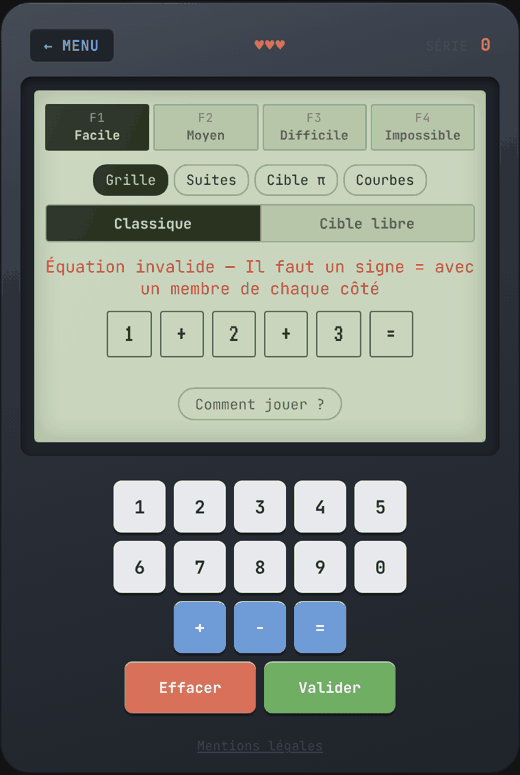 ← MENU ♥♥♥ SÉRIE 0
F1 F2 F3 F4
Facile Moyen Difficile Impossible
Grille Suites Cible π Courbes
Classique Cible libre
Équation invalide — Il faut un signe = avec
un membre de chaque côté
1 + 2 + 3 =
Comment jouer ?
1 2 3 4 5
6 7 8 9 0
+ - =
Effacer Valider
Mentions légales